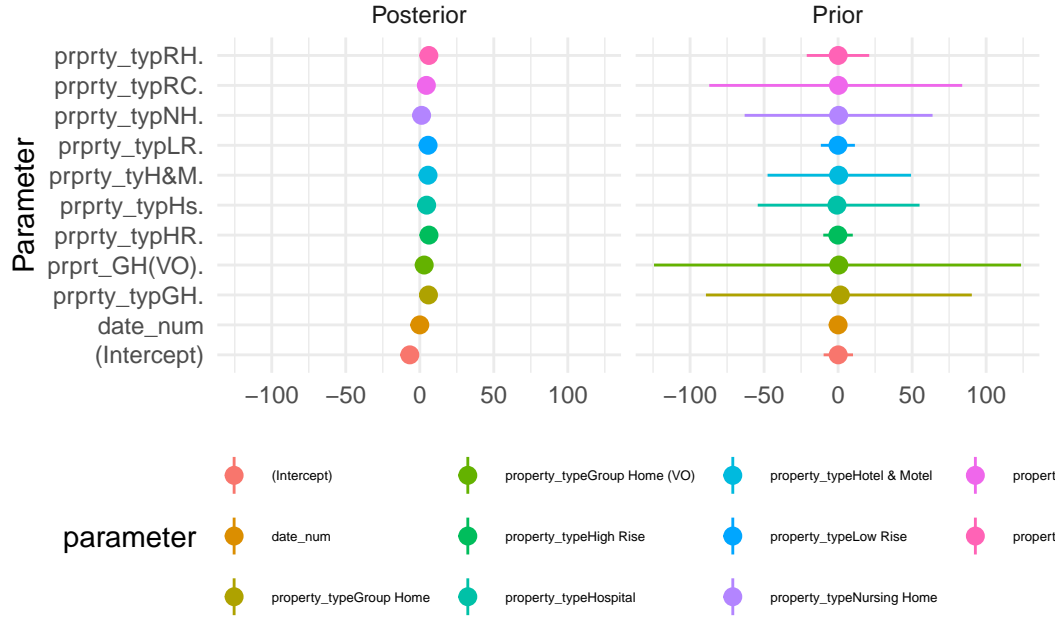 Posterior Prior
prprty_typRH.
prprty_typRC.
prprty_typNH.
prprty_typLR.
prprty_tyH&M.
prprty_typHs.
prprty_typHR.
prprt_GH(VO).
prprty_typGH.
date_num
(Intercept)
Parameter
−100 −50 0 50 100 −100 −50 0 50 100
(Intercept) property_typeGroup Home (VO) property_typeHotel & Motel propert
parameter date_num property_typeHigh Rise property_typeLow Rise propert
property_typeGroup Home property_typeHospital property_typeNursing Home